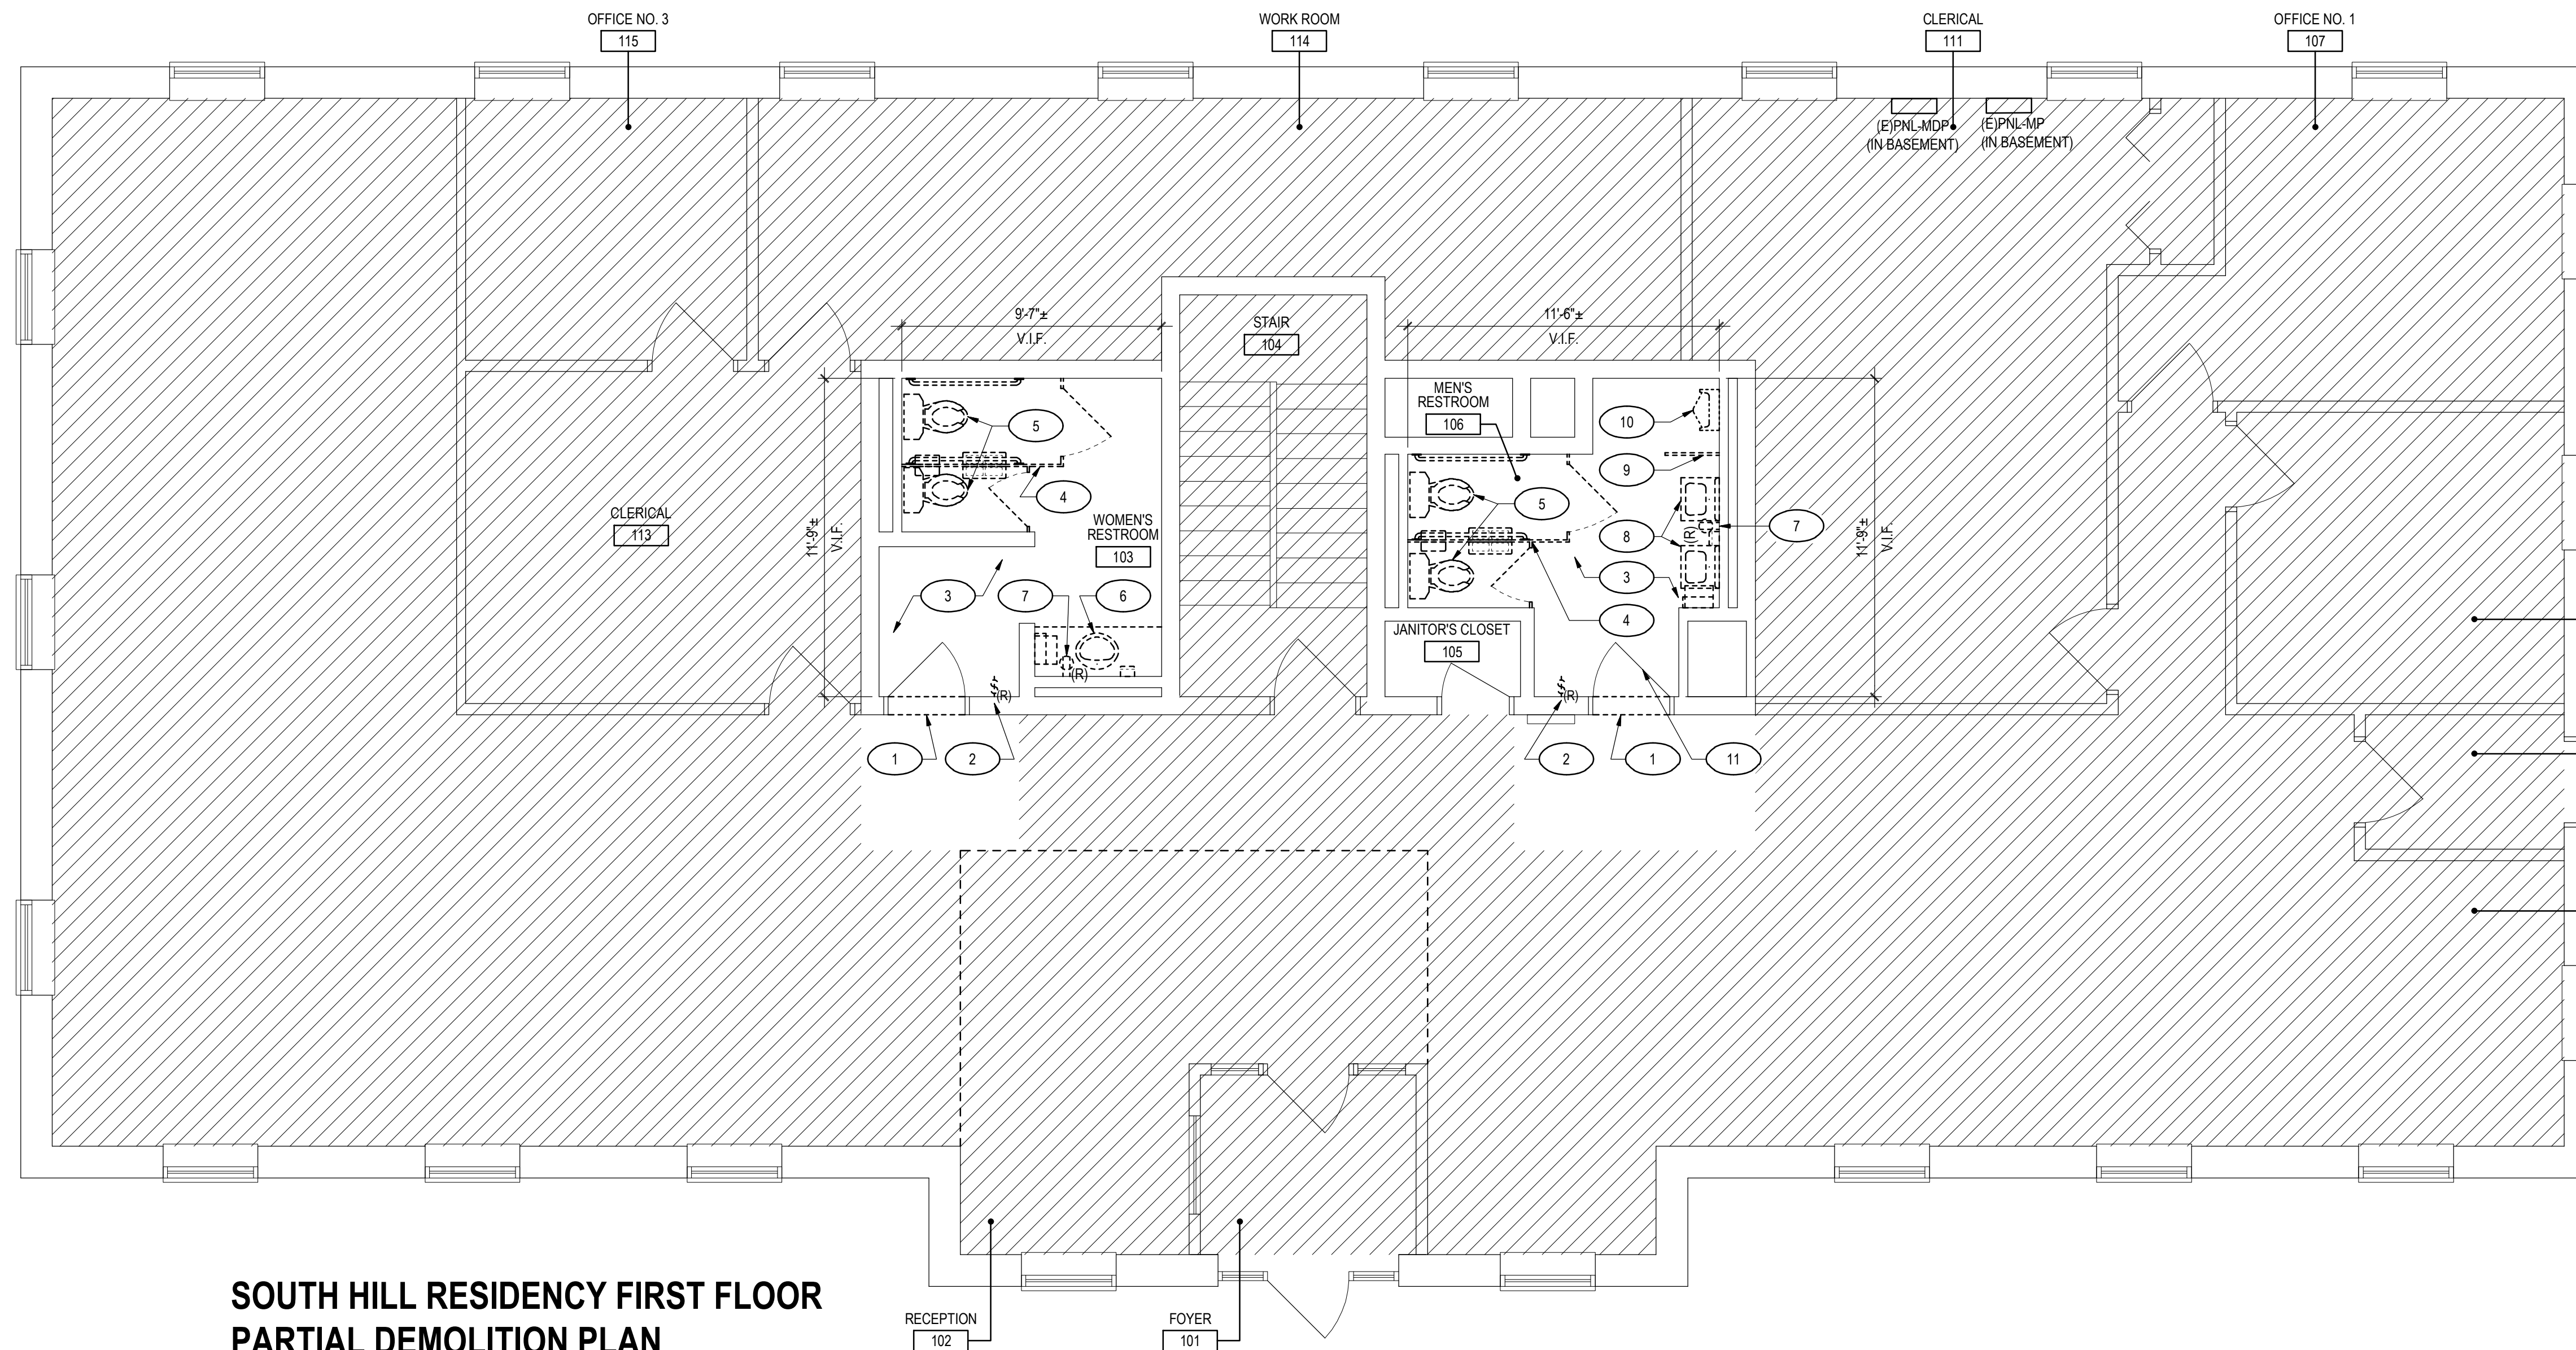 OFFICE NO. 3
115
WORK ROOM
114
CLERICAL
111
OFFICE NO. 1
107
(E)PNL-MDP
(IN BASEMENT)
(E)PNL-MP
(IN BASEMENT)
9'-7"±
V.I.F.
STAIR
104
11'-6"±
V.I.F.
MEN'S
RESTROOM
106
10
5
9
4
5
CLERICAL
113
11'-9"±
V.I.F.
WOMEN'S
RESTROOM
103
8
(R)
7
11'-9"±
V.I.F.
3
7
6
3
4
JANITOR'S CLOSET
105
(R)
(R)
(R)
1
2
2
1
11
SOUTH HILL RESIDENCY FIRST FLOOR
PARTIAL DEMOLITION PLAN
RECEPTION
102
FOYER
101